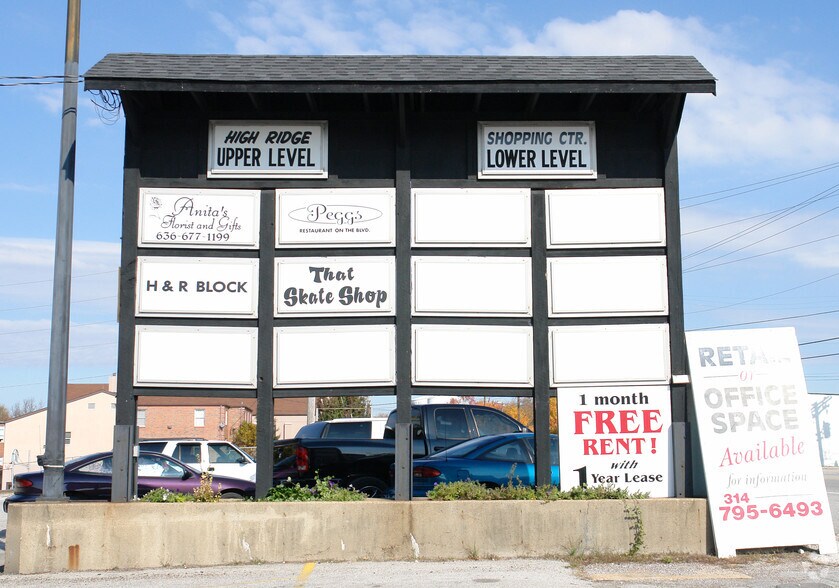 HIGH RIDGE
UPPER LEVEL
SHOPPING CTR.
LOWER LEVEL
Anita's
Florist and Gifts
636-677-1199
Peggs
RESTAURANT ON THE BLVD.
H & R BLOCK
That
Skate Shop
1 month
FREE
RENT!
with
1 Year Lease
RETAIL
or
OFFICE
SPACE
Available
for information
314
795-6493